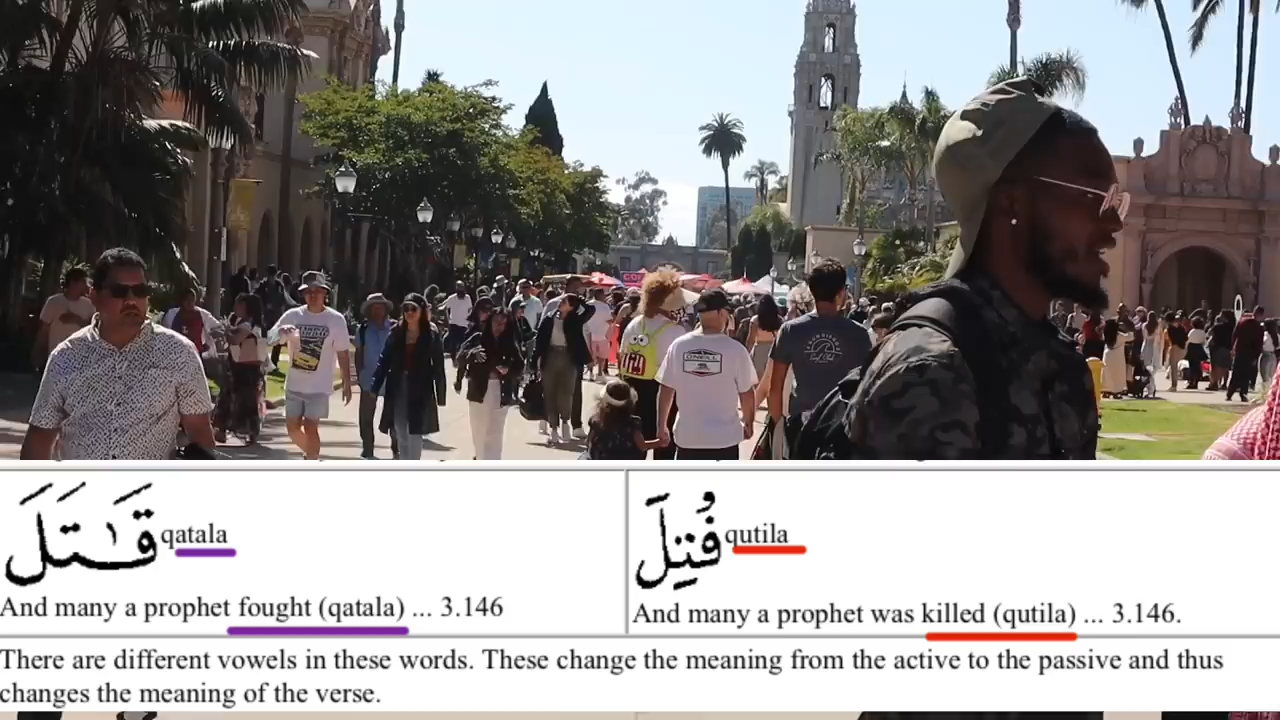 قَـٰتَلَ qatala
And many a prophet fought (qatala) ... 3.146
قُتِلَ qutila
And many a prophet was killed (qutila) ... 3.146.
There are different vowels in these words. These change the meaning from the active to the passive and thus
changes the meaning of the verse.